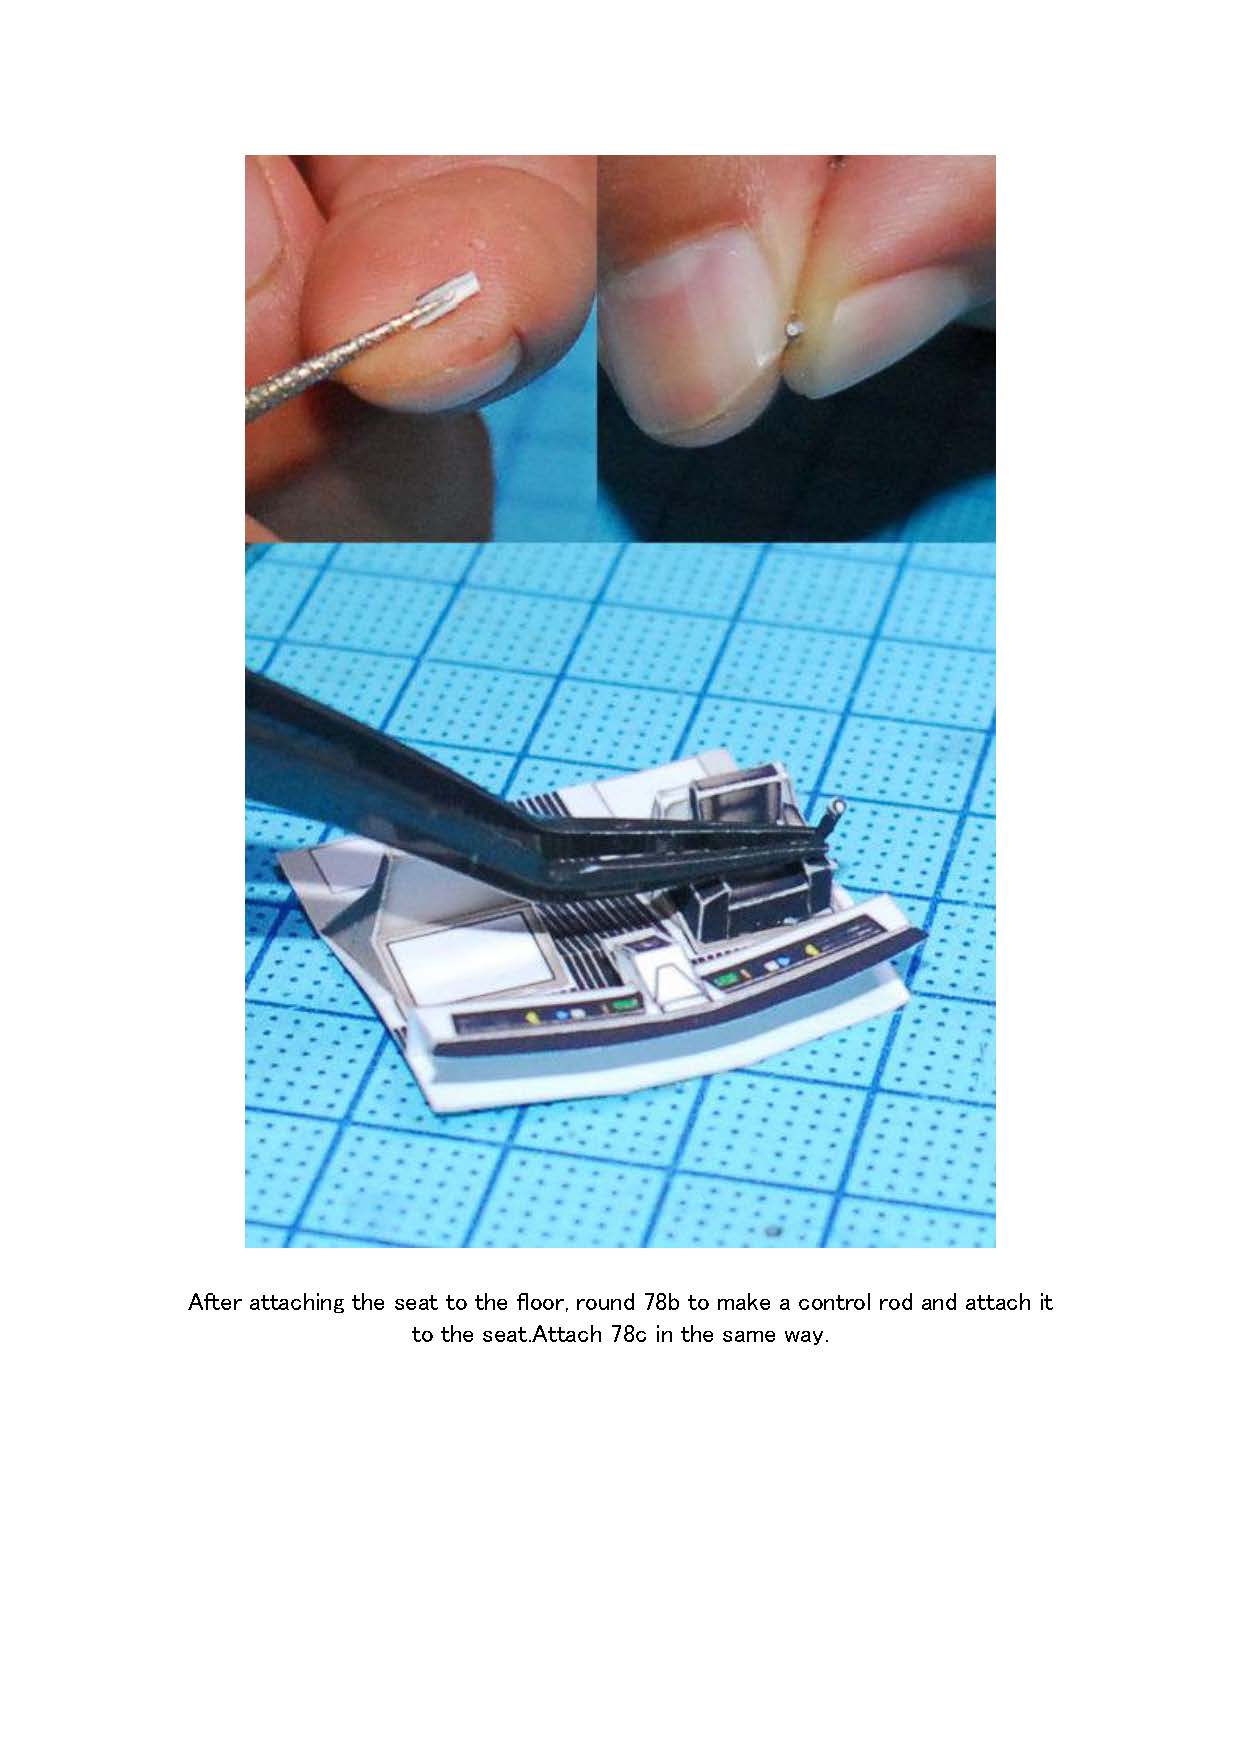 After attaching the seat to the floor, round 78b to make a control rod and attach it
to the seat.Attach 78c in the same way.